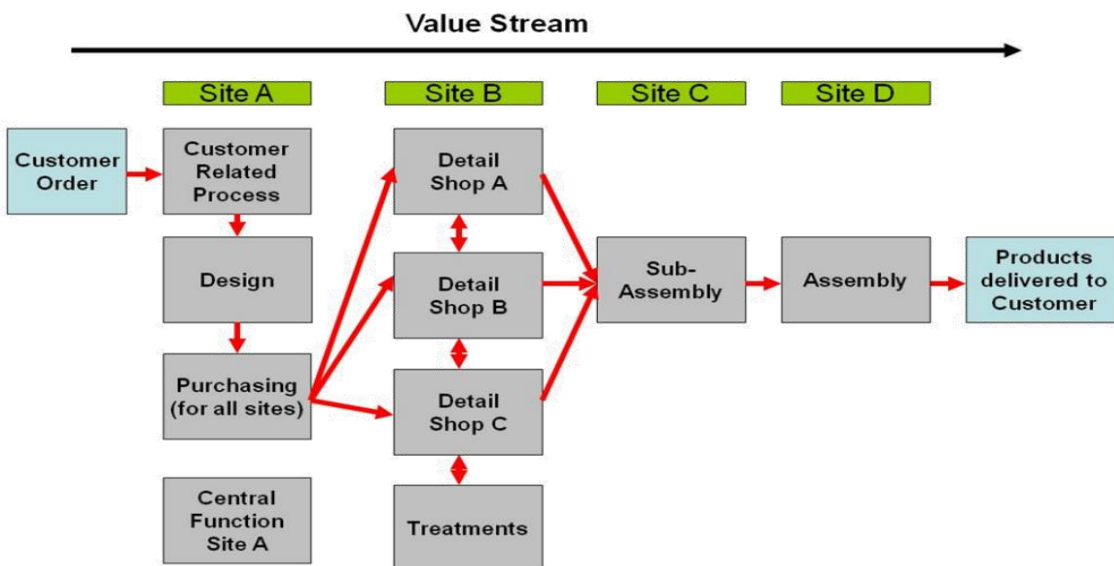 Value Stream
Site A
Site B
Site C
Site D
Customer
Order
Customer
Related
Process
Design
Purchasing
(for all sites)
Central
Function
Site A
Detail
Shop A
Detail
Shop B
Detail
Shop C
Treatments
Sub-
Assembly
Assembly
Products
delivered to
Customer